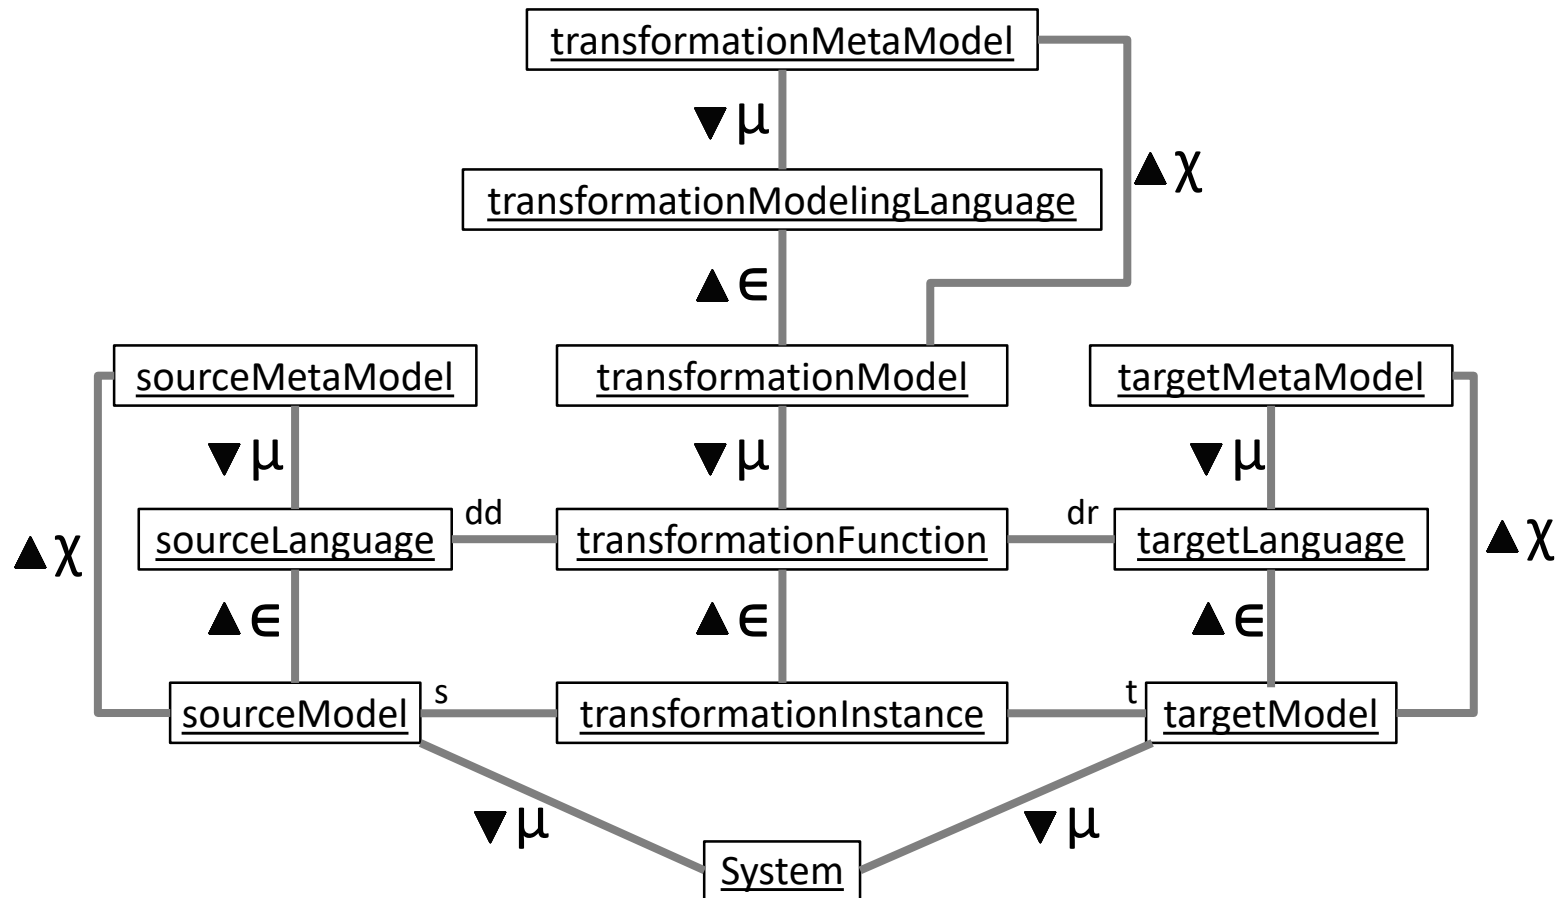 transformationMetaModel
▼μ
▲χ
transformationModelingLanguage
▲ϵ
sourceMetaModel
transformationModel
targetMetaModel
▼μ
▼μ
▼μ
dd
dr
sourceLanguage
transformationFunction
targetLanguage
▲χ
▲χ
▲ϵ
▲ϵ
▲ϵ
s
t
sourceModel
transformationInstance
targetModel
▼μ
▼μ
System